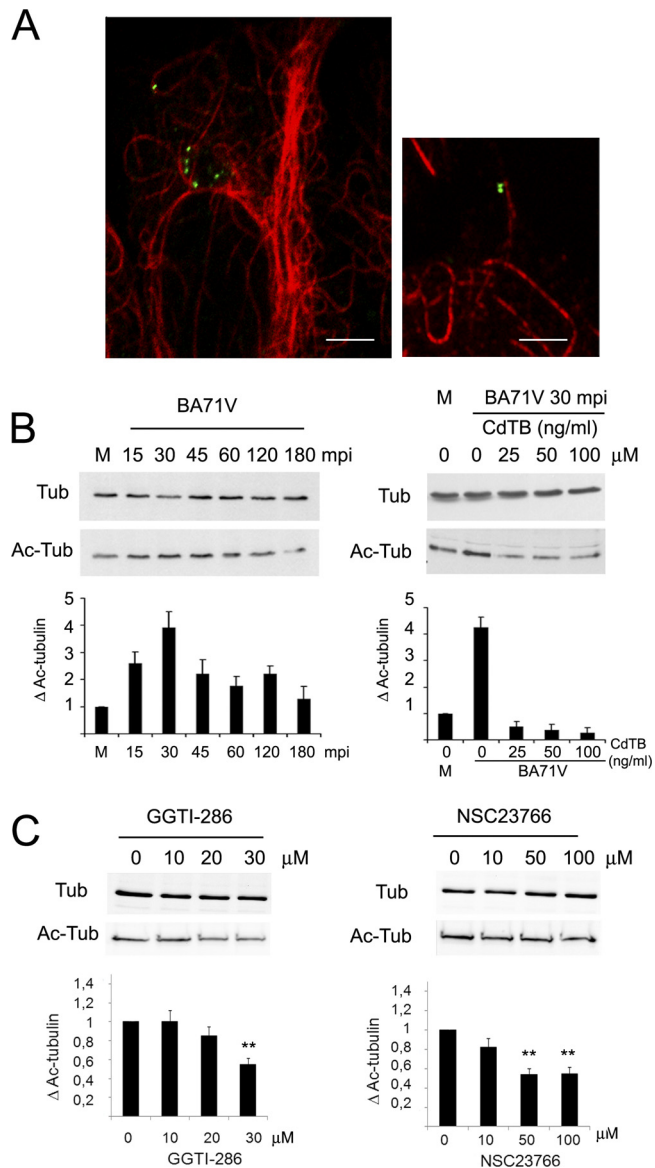 A
B
BA71V
M 15 30 45 60 120 180 mpi
Tub
Ac-Tub
5
4
3
2
1
Δ Ac-tubulin
M 15 30 45 60 120 180 mpi
M BA71V 30 mpi
CdTB (ng/ml)
0 0 25 50 100 μM
Tub
Ac-Tub
5
4
3
2
1
Δ Ac-tubulin
0 0 25 50 100 CdTB (ng/ml)
M BA71V
C
GGTI-286
0 10 20 30 μM
Tub
Ac-Tub
1,4
1,2
1
0,8
0,6
0,4
0,2
Δ Ac-tubulin
**
0 10 20 30 μM
GGTI-286
NSC23766
0 10 50 100 μM
Tub
Ac-Tub
1,4
1,2
1
0,8
0,6
0,4
0,2
Δ Ac-tubulin
** **
0 10 50 100 μM
NSC23766